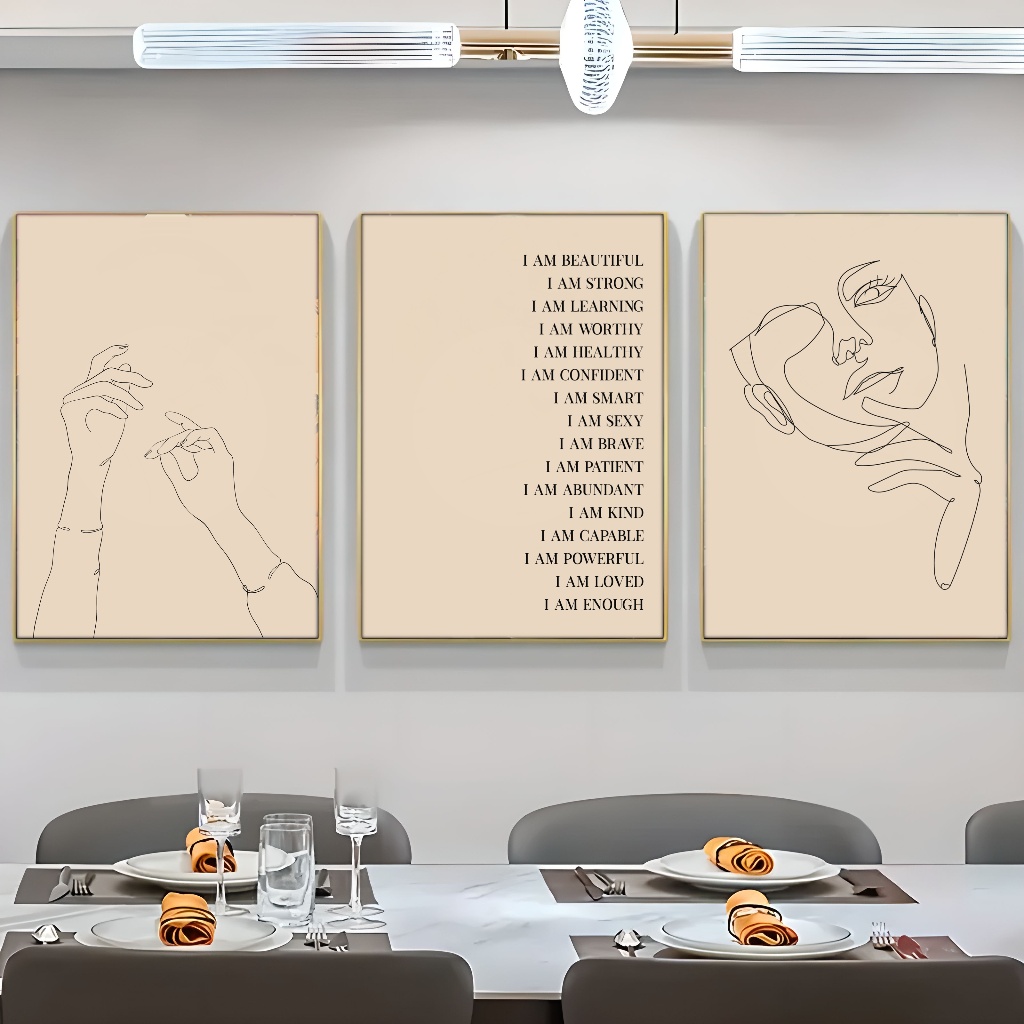 I AM BEAUTIFUL
I AM STRONG
I AM LEARNING
I AM WORTHY
I AM HEALTHY
I AM CONFIDENT
I AM SMART
I AM SEXY
I AM BRAVE
I AM PATIENT
I AM ABUNDANT
I AM KIND
I AM CAPABLE
I AM POWERFUL
I AM LOVED
I AM ENOUGH